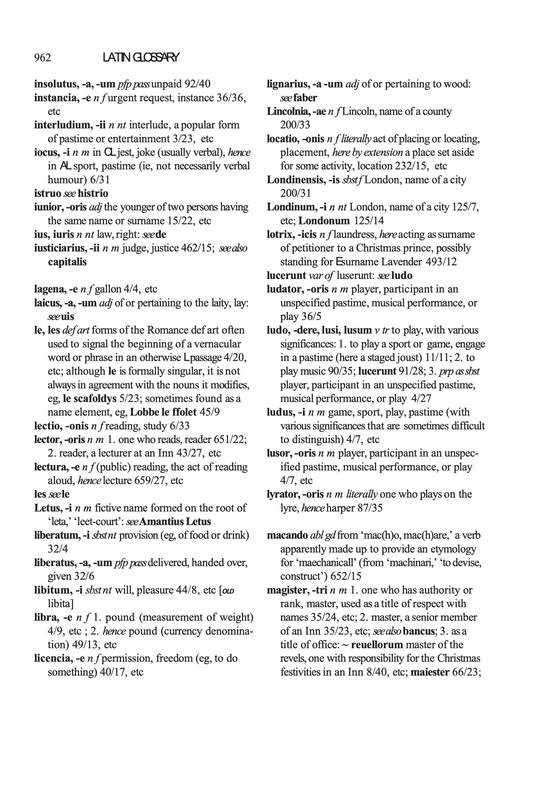 962 LATIN GLOSSARY
insolutus, -a, -um pfp pass unpaid 92/40
instancia, -e n f urgent request, instance 36/36,
etc
interludium, -ii n nt interlude, a popular form
of pastime or entertainment 3/23, etc
iocus, -i n m in CL jest, joke (usually verbal), hence
in AL sport, pastime (ie, not necessarily verbal
humour) 6/31
istruo see histrio
iunior, -oris adj the younger of two persons having
the same name or surname 15/22, etc
ius, iuris n nt law, right: see de
iusticiarius, -ii n m judge, justice 462/15; see also
capitalis
lagena, -e n f gallon 4/4, etc
laicus, -a, -um adj of or pertaining to the laity, lay:
see uis
le, les def art forms of the Romance def art often
used to signal the beginning of a vernacular
word or phrase in an otherwise L passage 4/20,
etc; although le is formally singular, it is not
always in agreement with the nouns it modifies,
eg, le scafoldys 5/23; sometimes found as a
name element, eg, Lobbe le ffolet 45/9
lectio, -onis n f reading, study 6/33
lector, -oris n m 1. one who reads, reader 651/22;
2. reader, a lecturer at an Inn 43/27, etc
lectura, -e n f (public) reading, the act of reading
aloud, hence lecture 659/27, etc
les see le
Letus, -i n m fictive name formed on the root of
‘leta,’ ‘leet-court’: see Amantius Letus
liberatum, -i sbst nt provision (eg, of food or drink)
32/4
liberatus, -a, -um pfp pass delivered, handed over,
given 32/6
libitum, -i sbst nt will, pleasure 44/8, etc [OLD
libita]
libra, -e n f 1. pound (measurement of weight)
4/9, etc ; 2. hence pound (currency denomina-
tion) 49/13, etc
licencia, -e n f permission, freedom (eg, to do
something) 40/17, etc
lignarius, -a -um adj of or pertaining to wood:
see faber
Lincolnia, -ae n f Lincoln, name of a county
200/33
locatio, -onis n f literally act of placing or locating,
placement, here by extension a place set aside
for some activity, location 232/15, etc
Londinensis, -is sbst f London, name of a city
200/31
Londinum, -i n nt London, name of a city 125/7,
etc; Londonum 125/14
lotrix, -icis n f laundress, here acting as surname
of petitioner to a Christmas prince, possibly
standing for E surname Lavender 493/12
lucerunt var of luserunt: see ludo
ludator, -oris n m player, participant in an
unspecified pastime, musical performance, or
play 36/5
ludo, -dere, lusi, lusum v tr to play, with various
significances: 1. to play a sport or game, engage
in a pastime (here a staged joust) 11/11; 2. to
play music 90/35; lucerunt 91/28; 3. prp as sbst
player, participant in an unspecified pastime,
musical performance, or play 4/27
ludus, -i n m game, sport, play, pastime (with
various significances that are sometimes difficult
to distinguish) 4/7, etc
lusor, -oris n m player, participant in an unspec-
ified pastime, musical performance, or play
4/7, etc
lyrator, -oris n m literally one who plays on the
lyre, hence harper 87/35
macando abl gd from ‘mac(h)o, mac(h)are,’ a verb
apparently made up to provide an etymology
for ‘maechanicall’ (from ‘machinari,’ ‘to devise,
construct’) 652/15
magister, -tri n m 1. one who has authority or
rank, master, used as a title of respect with
names 35/24, etc; 2. master, a senior member
of an Inn 35/23, etc; see also bancus; 3. as a
title of office: ~ reuellorum master of the
revels, one with responsibility for the Christmas
festivities in an Inn 8/40, etc; maiester 66/23;